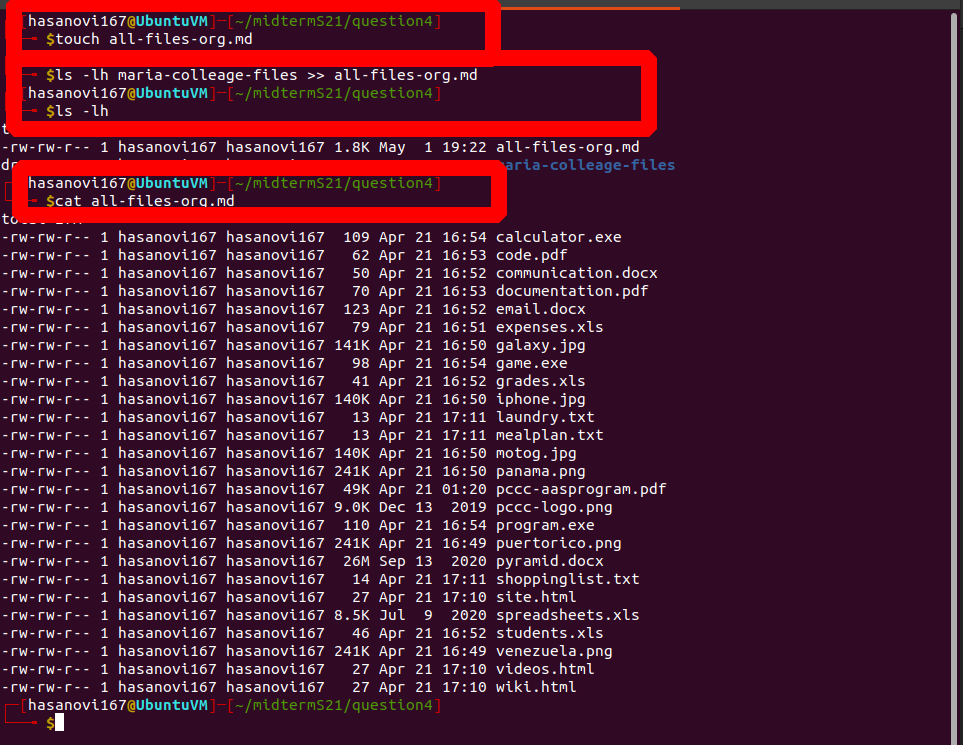 [hasanovi167@UbuntuVM]─[~/midtermS21/question4]
$touch all-files-org.md
$ls -lh maria-colleage-files >> all-files-org.md
[hasanovi167@UbuntuVM]─[~/midtermS21/question4]
$ls -lh
-rw-rw-r-- 1 hasanovi167 hasanovi167 1.8K May  1 19:22 all-files-org.md
aria-colleage-files
hasanovi167@UbuntuVM]─[~/midtermS21/question4]
$cat all-files-org.md
-rw-rw-r-- 1 hasanovi167 hasanovi167  109 Apr 21 16:54 calculator.exe
-rw-rw-r-- 1 hasanovi167 hasanovi167   62 Apr 21 16:53 code.pdf
-rw-rw-r-- 1 hasanovi167 hasanovi167   50 Apr 21 16:52 communication.docx
-rw-rw-r-- 1 hasanovi167 hasanovi167   70 Apr 21 16:53 documentation.pdf
-rw-rw-r-- 1 hasanovi167 hasanovi167  123 Apr 21 16:52 email.docx
-rw-rw-r-- 1 hasanovi167 hasanovi167   79 Apr 21 16:51 expenses.xls
-rw-rw-r-- 1 hasanovi167 hasanovi167 141K Apr 21 16:50 galaxy.jpg
-rw-rw-r-- 1 hasanovi167 hasanovi167   98 Apr 21 16:54 game.exe
-rw-rw-r-- 1 hasanovi167 hasanovi167   41 Apr 21 16:52 grades.xls
-rw-rw-r-- 1 hasanovi167 hasanovi167 140K Apr 21 16:50 iphone.jpg
-rw-rw-r-- 1 hasanovi167 hasanovi167   13 Apr 21 17:11 laundry.txt
-rw-rw-r-- 1 hasanovi167 hasanovi167   13 Apr 21 17:11 mealplan.txt
-rw-rw-r-- 1 hasanovi167 hasanovi167 140K Apr 21 16:50 motog.jpg
-rw-rw-r-- 1 hasanovi167 hasanovi167 241K Apr 21 16:50 panama.png
-rw-rw-r-- 1 hasanovi167 hasanovi167  49K Apr 21 01:20 pccc-aasprogram.pdf
-rw-rw-r-- 1 hasanovi167 hasanovi167 9.0K Dec 13  2019 pccc-logo.png
-rw-rw-r-- 1 hasanovi167 hasanovi167  110 Apr 21 16:54 program.exe
-rw-rw-r-- 1 hasanovi167 hasanovi167 241K Apr 21 16:49 puertorico.png
-rw-rw-r-- 1 hasanovi167 hasanovi167  26M Sep 13  2020 pyramid.docx
-rw-rw-r-- 1 hasanovi167 hasanovi167   14 Apr 21 17:11 shoppinglist.txt
-rw-rw-r-- 1 hasanovi167 hasanovi167   27 Apr 21 17:10 site.html
-rw-rw-r-- 1 hasanovi167 hasanovi167 8.5K Jul  9  2020 spreadsheets.xls
-rw-rw-r-- 1 hasanovi167 hasanovi167   46 Apr 21 16:52 students.xls
-rw-rw-r-- 1 hasanovi167 hasanovi167 241K Apr 21 16:49 venezuela.png
-rw-rw-r-- 1 hasanovi167 hasanovi167   27 Apr 21 17:10 videos.html
-rw-rw-r-- 1 hasanovi167 hasanovi167   27 Apr 21 17:10 wiki.html
[hasanovi167@UbuntuVM]─[~/midtermS21/question4]
$